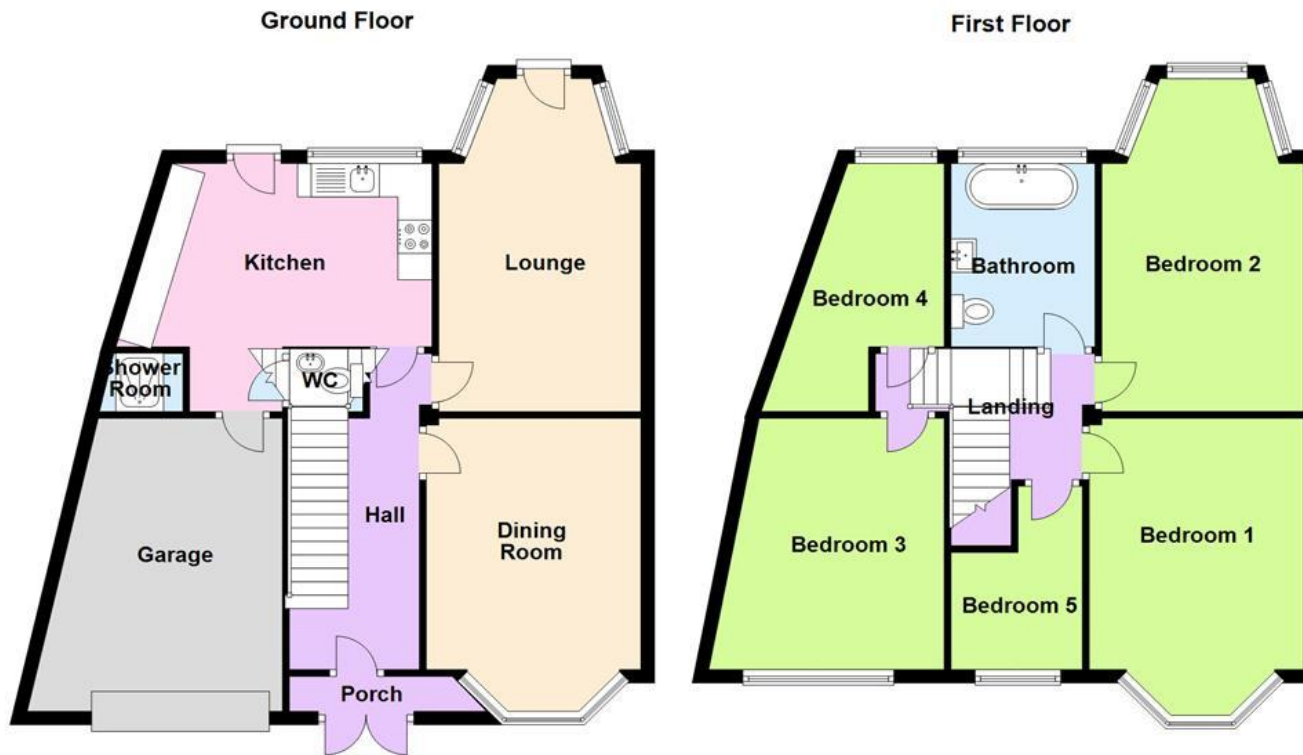 Ground Floor
Kitchen
Lounge
Shower
Room
WC
Garage
Hall
Dining
Room
Porch
First Floor
Bedroom 4
Bathroom
Bedroom 2
Landing
Bedroom 3
Bedroom 1
Bedroom 5